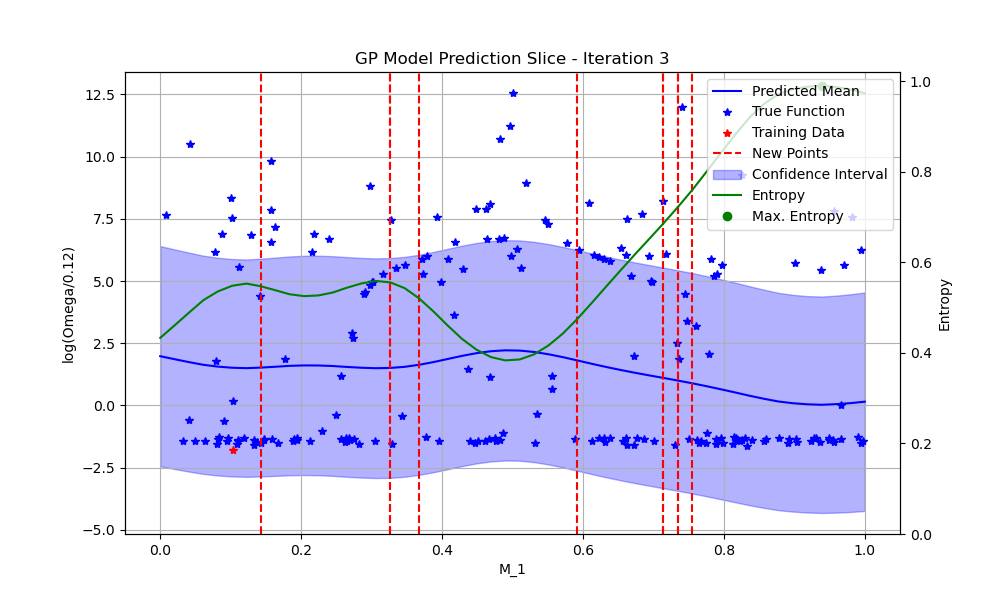 GP Model Prediction Slice - Iteration 3
12.5
10.0
7.5
5.0
2.5
0.0
−2.5
−5.0
log(Omega/0.12)
0.0
0.2
0.4
0.6
0.8
1.0
M_1
1.0
0.8
0.6
0.4
0.2
0.0
Entropy
Predicted Mean
True Function
Training Data
New Points
Confidence Interval
Entropy
Max. Entropy